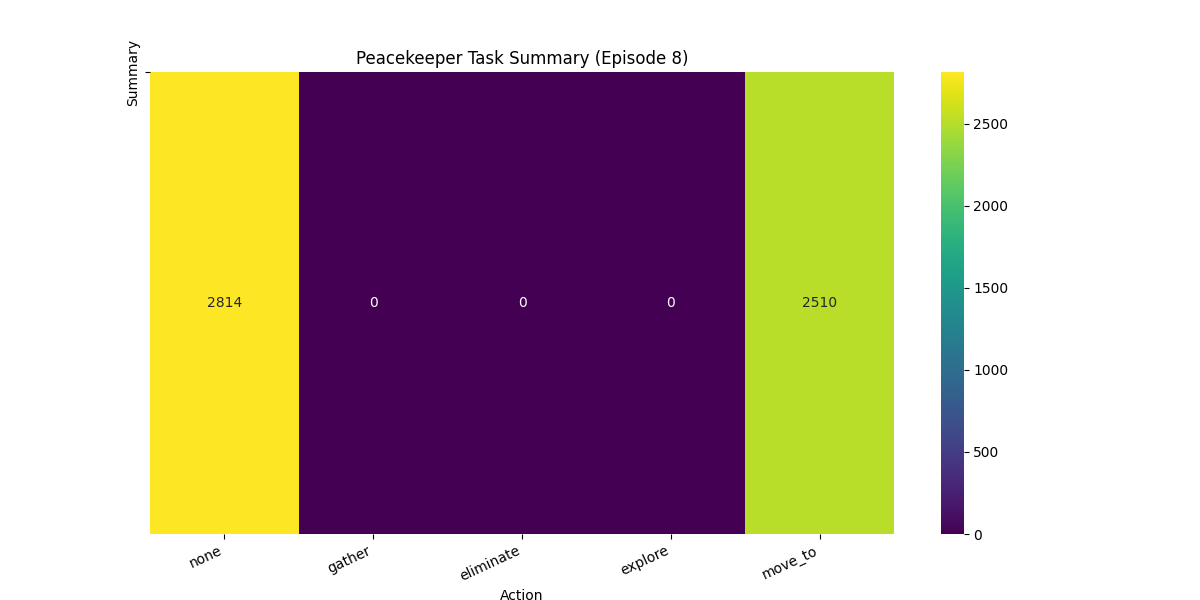 Peacekeeper Task Summary (Episode 8)
Summary
2814 0 0 0 2510
none gather eliminate explore move_to
Action
2500
2000
1500
1000
500
0